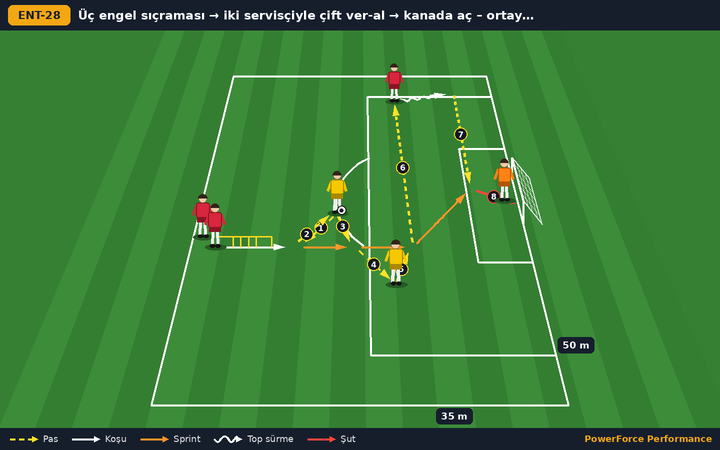 ENT-28
Üç engel sıçraması → iki servisçiyle çift ver-al → kanada aç – ortay...
7
6
8
2
1
3
4
5
50 m
35 m
Pas
Koşu
Sprint
Top sürme
Şut
PowerForce Performance